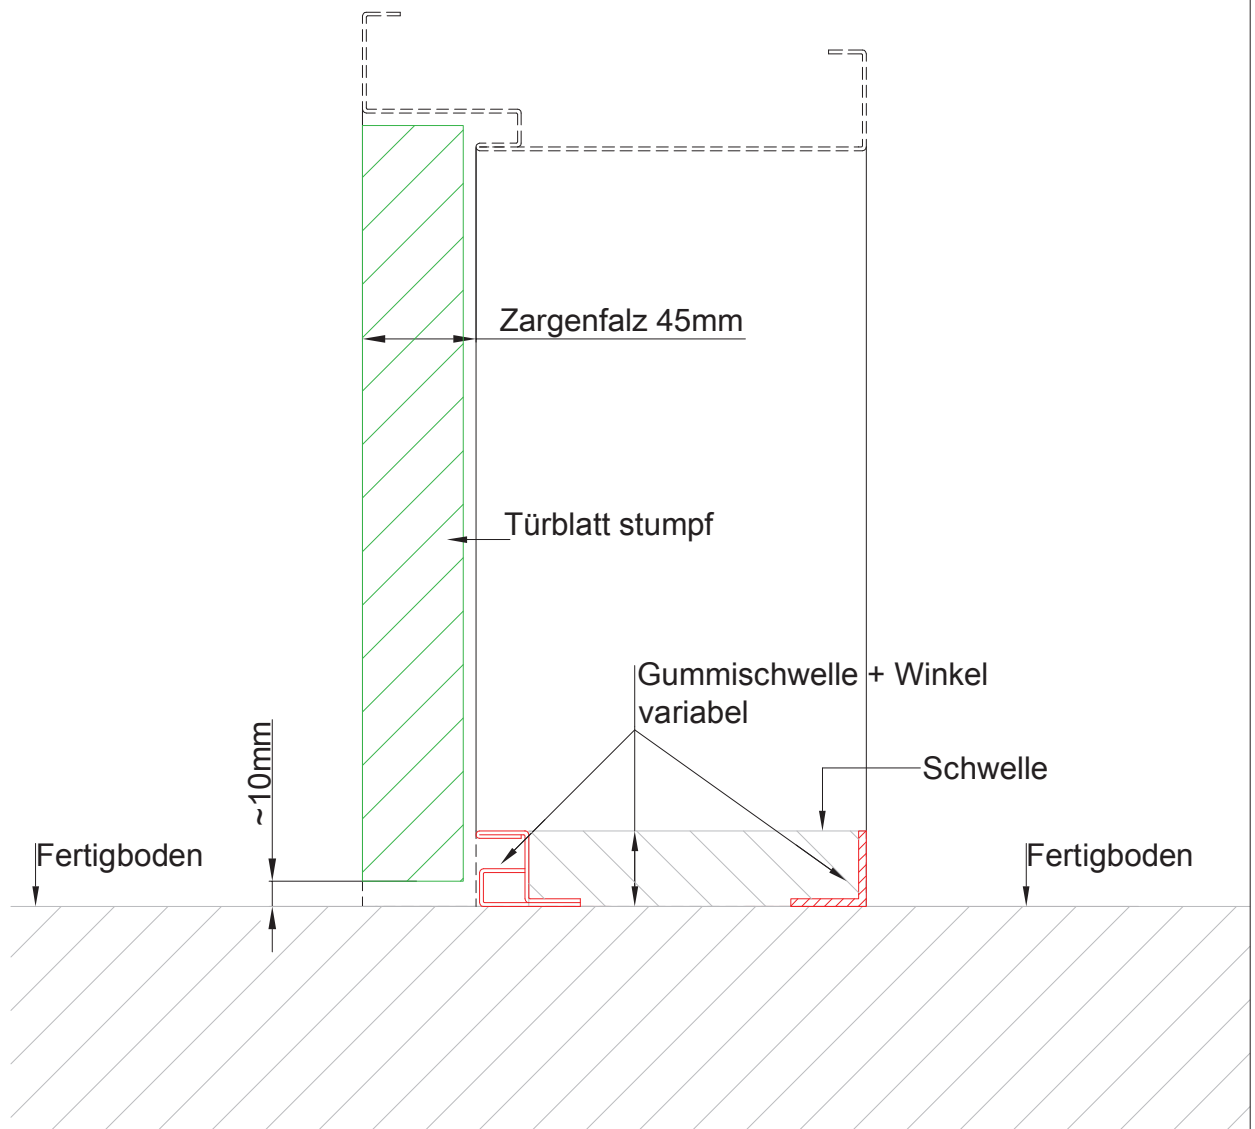 Zargenfalz 45mm
Türblatt stumpf
Gummischwelle + Winkel
variabel
~10mm
Schwelle
Fertigboden
Fertigboden